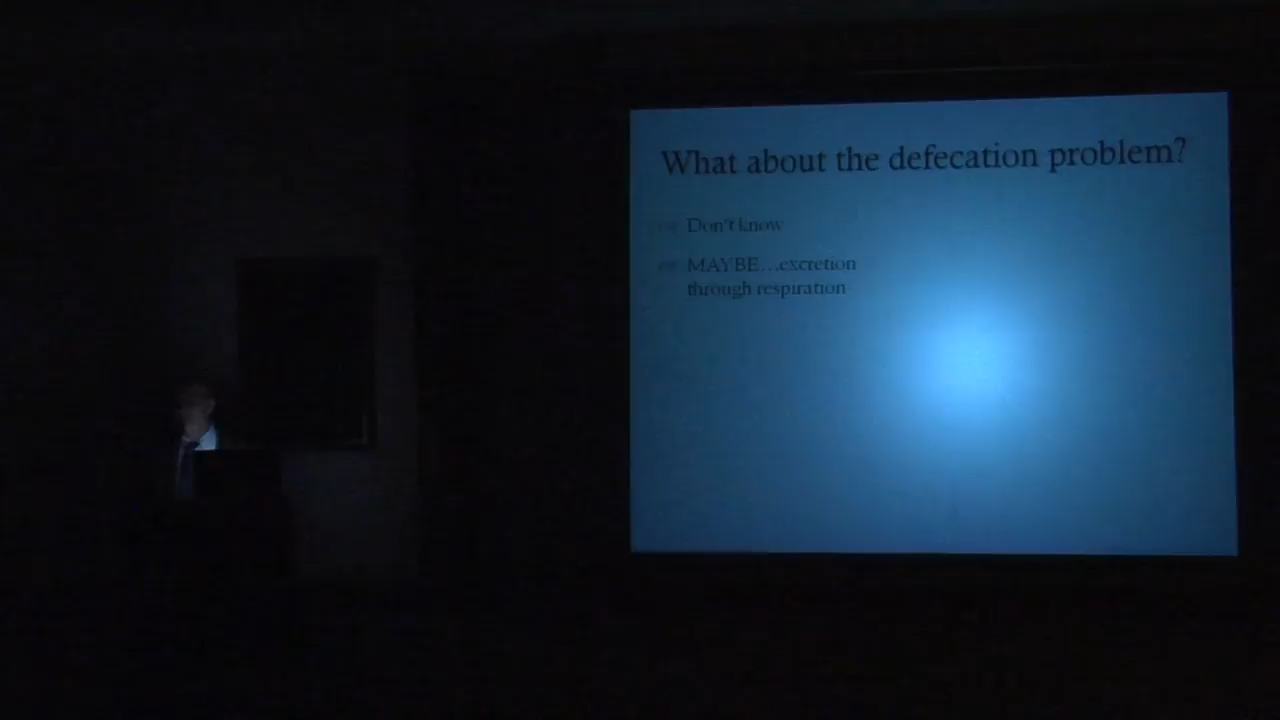 What about the defecation problem?
Don't know
MAYBE...excretion
through respiration